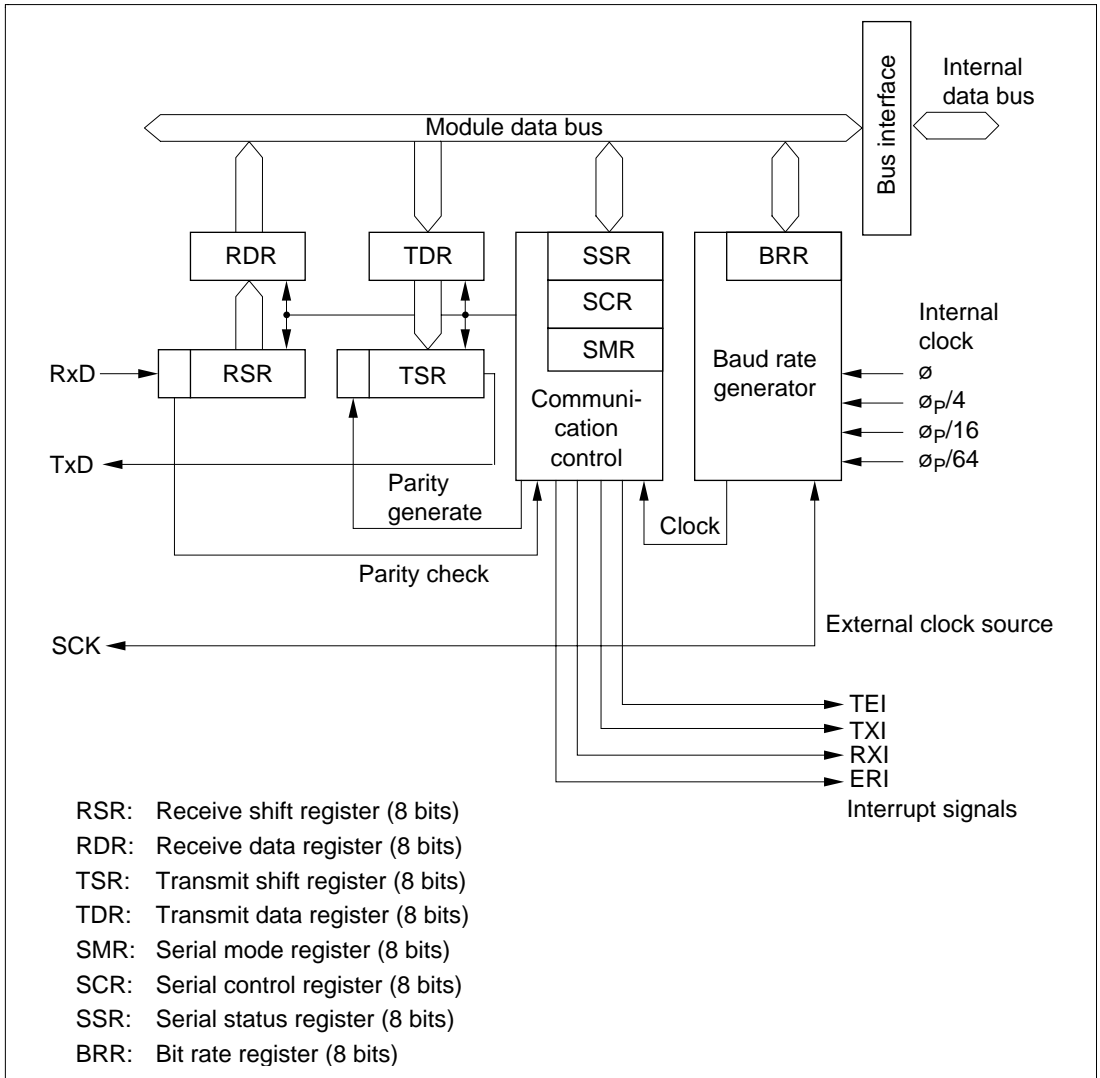 Bus interface
Internal
data bus
Module data bus
RDR
TDR
SSR
BRR
SCR
SMR
RxD
RSR
TSR
Baud rate
generator
Internal
clock
ø
øP/4
øP/16
øP/64
Communi-
cation
control
TxD
Parity
generate
Clock
Parity check
External clock source
SCK
TEI
TXI
RXI
ERI
Interrupt signals
RSR: Receive shift register (8 bits)
RDR: Receive data register (8 bits)
TSR: Transmit shift register (8 bits)
TDR: Transmit data register (8 bits)
SMR: Serial mode register (8 bits)
SCR: Serial control register (8 bits)
SSR: Serial status register (8 bits)
BRR: Bit rate register (8 bits)